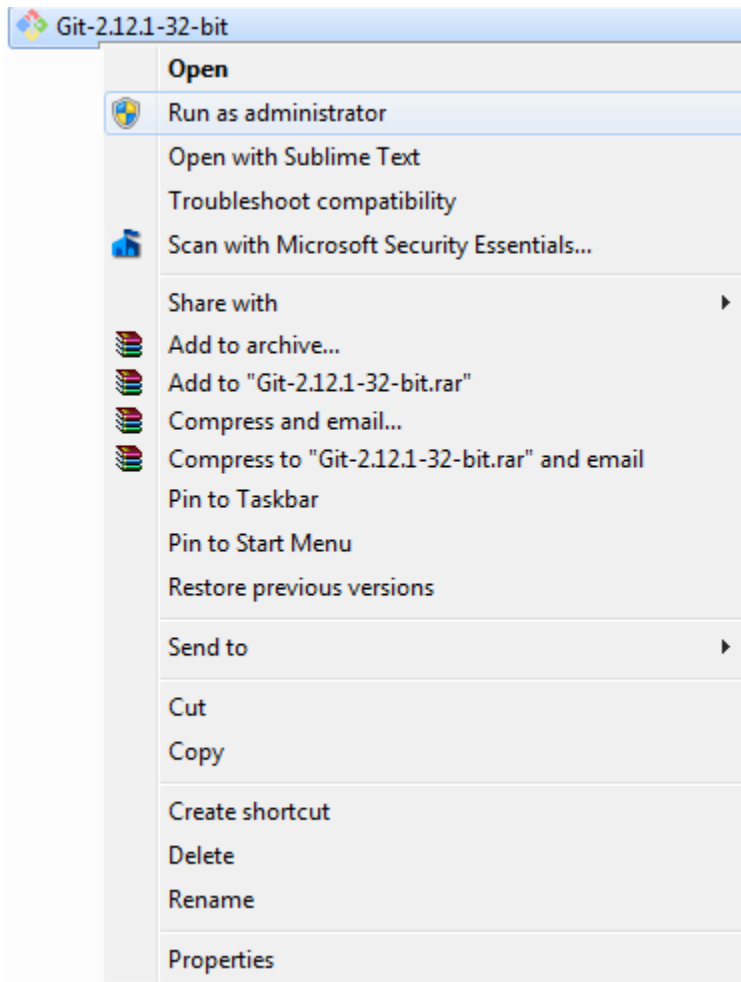 Git-2.12.1-32-bit
Open
Run as administrator
Open with Sublime Text
Troubleshoot compatibility
Scan with Microsoft Security Essentials...
Share with
Add to archive...
Add to "Git-2.12.1-32-bit.rar"
Compress and email...
Compress to "Git-2.12.1-32-bit.rar" and email
Pin to Taskbar
Pin to Start Menu
Restore previous versions
Send to
Cut
Copy
Create shortcut
Delete
Rename
Properties